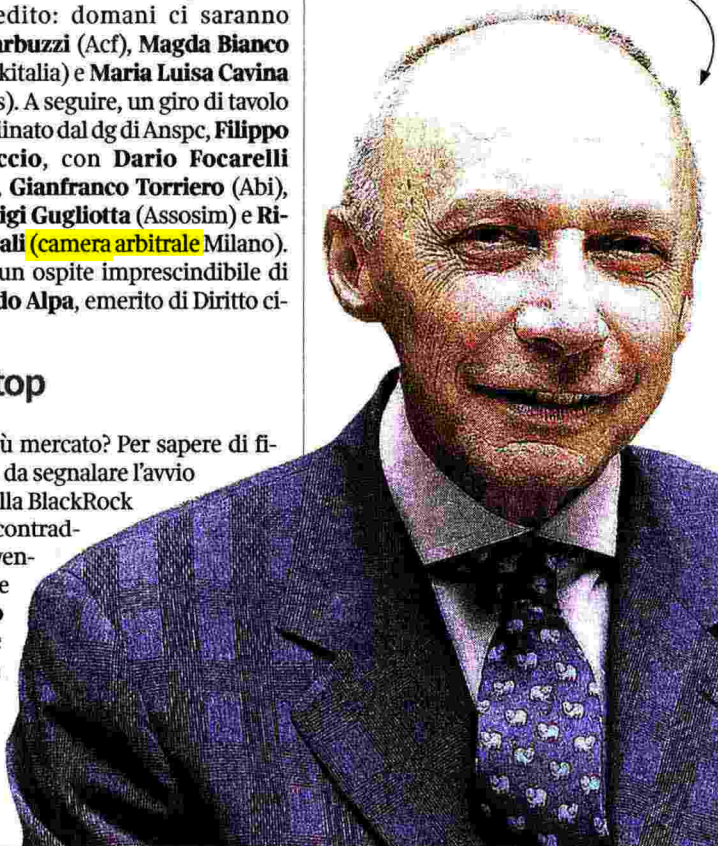 edito: domani ci saranno
arbuzzi (Acf), Magda Bianco
kitalia) e Maria Luisa Cavina
s). A seguire, un giro di tavolo
linato dal dg di Anspc, Filippo
ccio, con Dario Focarelli
, Gianfranco Torriero (Abi),
igi Gugliotta (Assosim) e Ri-
ali (camera arbitrale Milano).
un ospite imprescindibile di
do Alpa, emerito di Diritto ci-
top
ù mercato? Per sapere di fi-
da segnalare l'avvio
lla BlackRock
contrad-
ven-
e
o
e